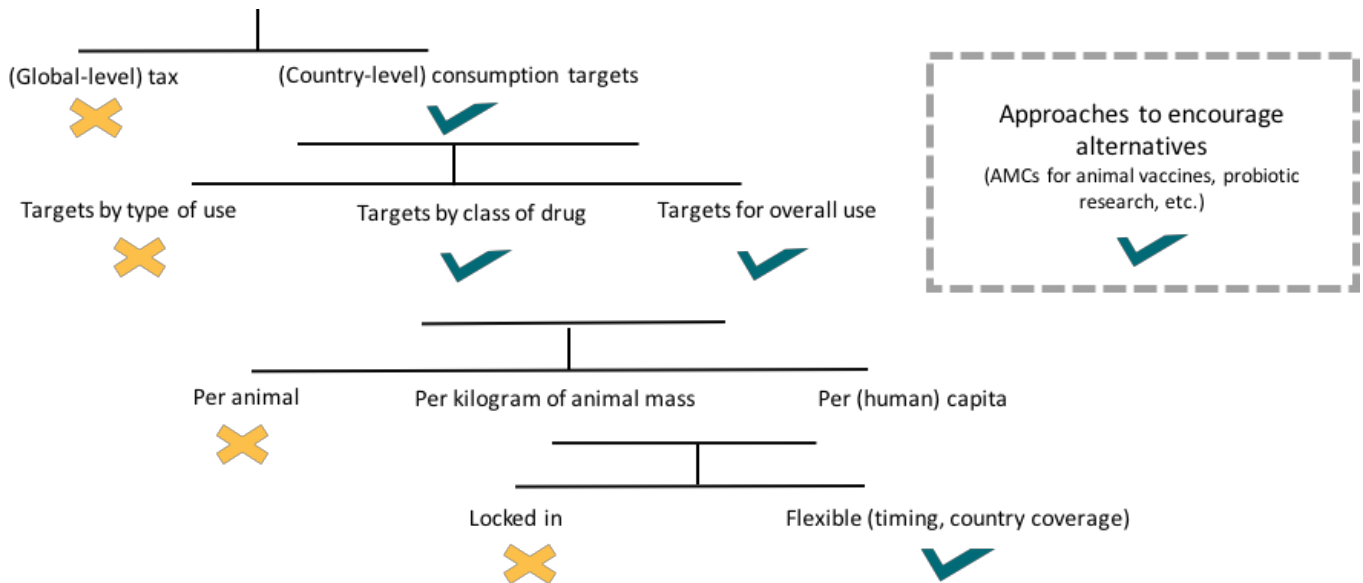 (Global-level) tax
(Country-level) consumption targets
Approaches to encourage
alternatives
(AMCs for animal vaccines, probiotic
research, etc.)
Targets by type of use
Targets by class of drug
Targets for overall use
Per animal
Per kilogram of animal mass
Per (human) capita
Locked in
Flexible (timing, country coverage)